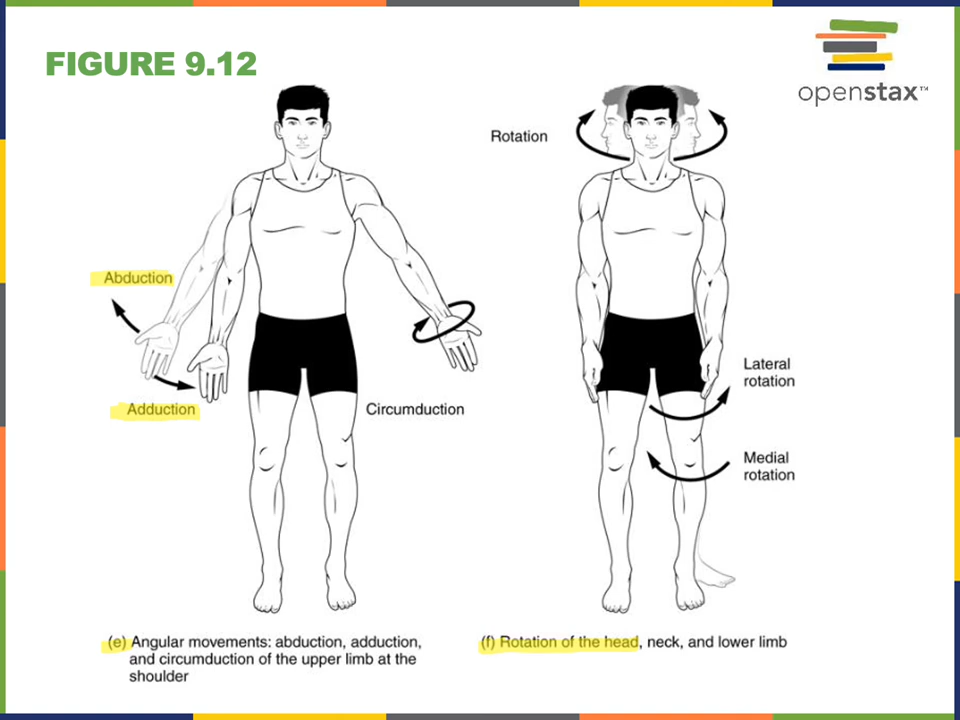 FIGURE 9.12
openstax™
Rotation
Abduction
Adduction
Circumduction
Lateral
rotation
Medial
rotation
(e) Angular movements: abduction, adduction,
and circumduction of the upper limb at the
shoulder
(f) Rotation of the head, neck, and lower limb